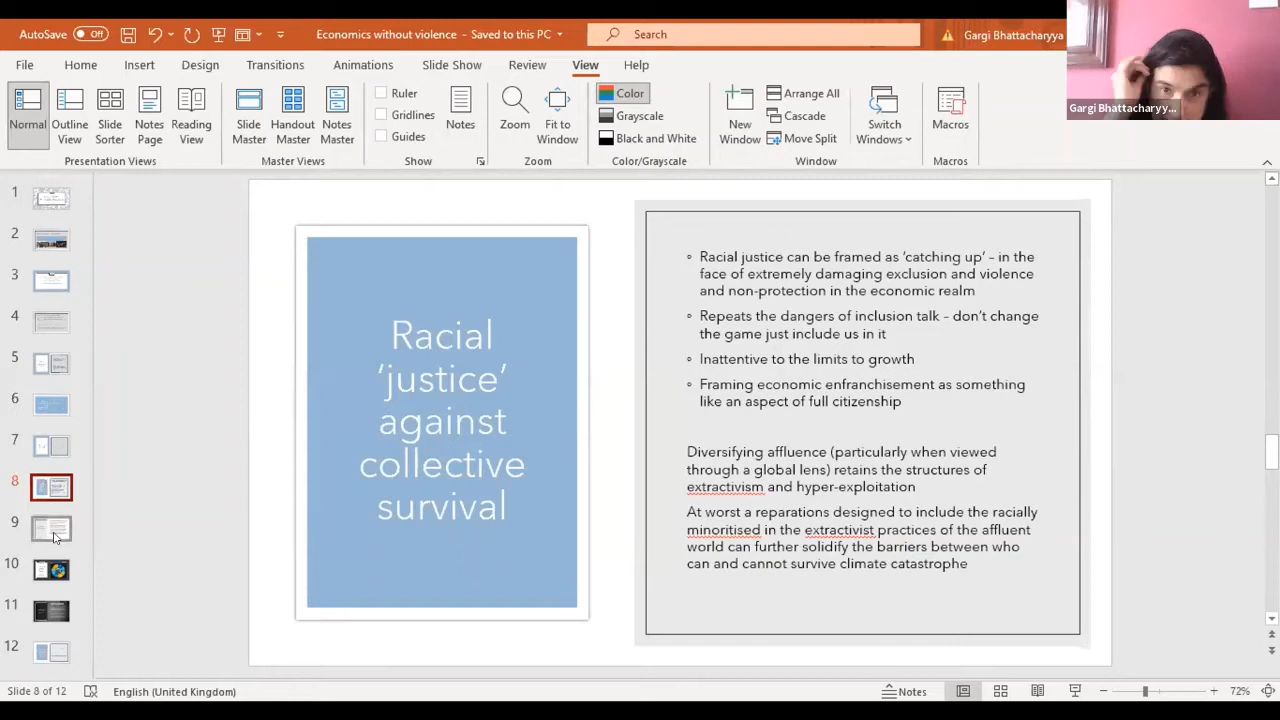 AutoSave Off Economics without violence - Saved to this PC Search Gargi Bhattacharyya
File Home Insert Design Transitions Animations Slide Show Review View Help
Normal Outline View Slide Sorter Notes Page Reading View
Presentation Views
Slide Master Handout Master Notes Master
Master Views
Ruler
Gridlines
Guides
Show
Notes
Zoom Fit to Window
Zoom
Color
Grayscale
Black and White
Color/Grayscale
New Window
Arrange All
Cascade
Move Split
Switch Windows
Window
Macros
Macros
Gargi Bhattacharyy...
1
2
3
4
5
6
7
8
9
10
11
12
Racial
‘justice’
against
collective
survival
◦ Racial justice can be framed as ‘catching up’ – in the
face of extremely damaging exclusion and violence
and non-protection in the economic realm
◦ Repeats the dangers of inclusion talk – don’t change
the game just include us in it
◦ Inattentive to the limits to growth
◦ Framing economic enfranchisement as something
like an aspect of full citizenship
Diversifying affluence (particularly when viewed
through a global lens) retains the structures of
extractivism and hyper-exploitation
At worst a reparations designed to include the racially
minoritised in the extractivist practices of the affluent
world can further solidify the barriers between who
can and cannot survive climate catastrophe
Slide 8 of 12 English (United Kingdom) Notes 72%